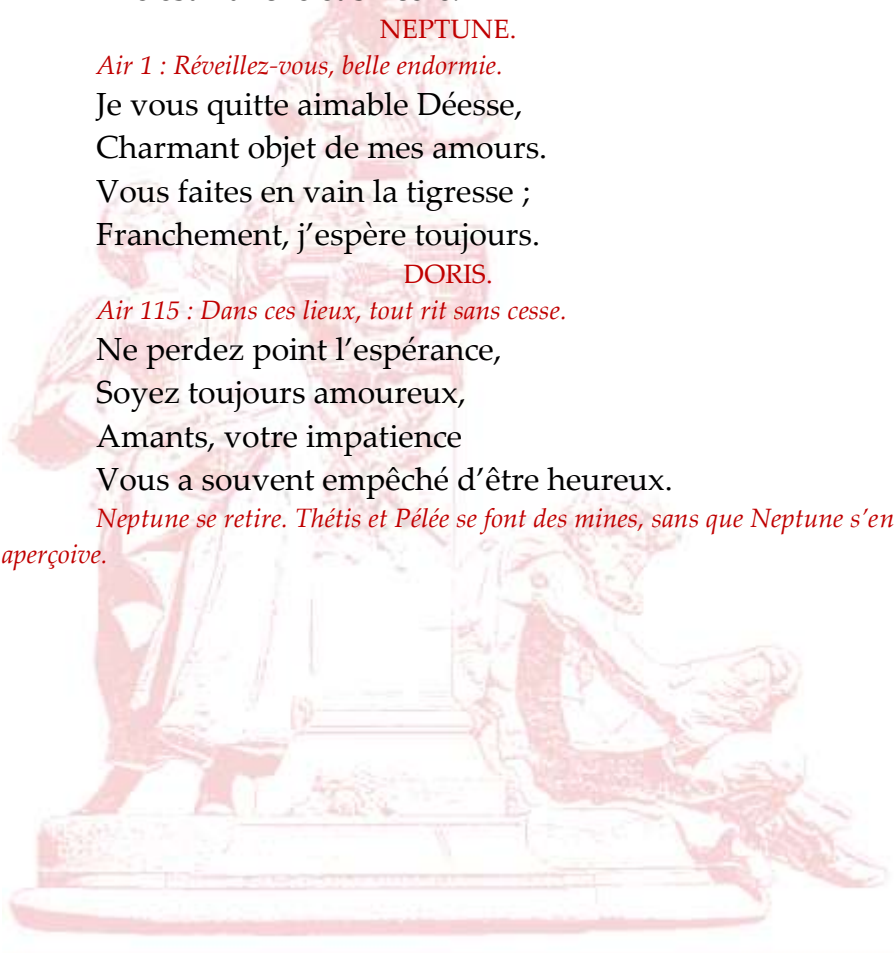 NEPTUNE.
Air 1 : Réveillez-vous, belle endormie.
Je vous quitte aimable Déesse,
Charmant objet de mes amours.
Vous faites en vain la tigresse ;
Franchement, j’espère toujours.
DORIS.
Air 115 : Dans ces lieux, tout rit sans cesse.
Ne perdez point l’espérance,
Soyez toujours amoureux,
Amants, votre impatience
Vous a souvent empêché d’être heureux.
Neptune se retire. Thétis et Pélée se font des mines, sans que Neptune s’en
aperçoive.